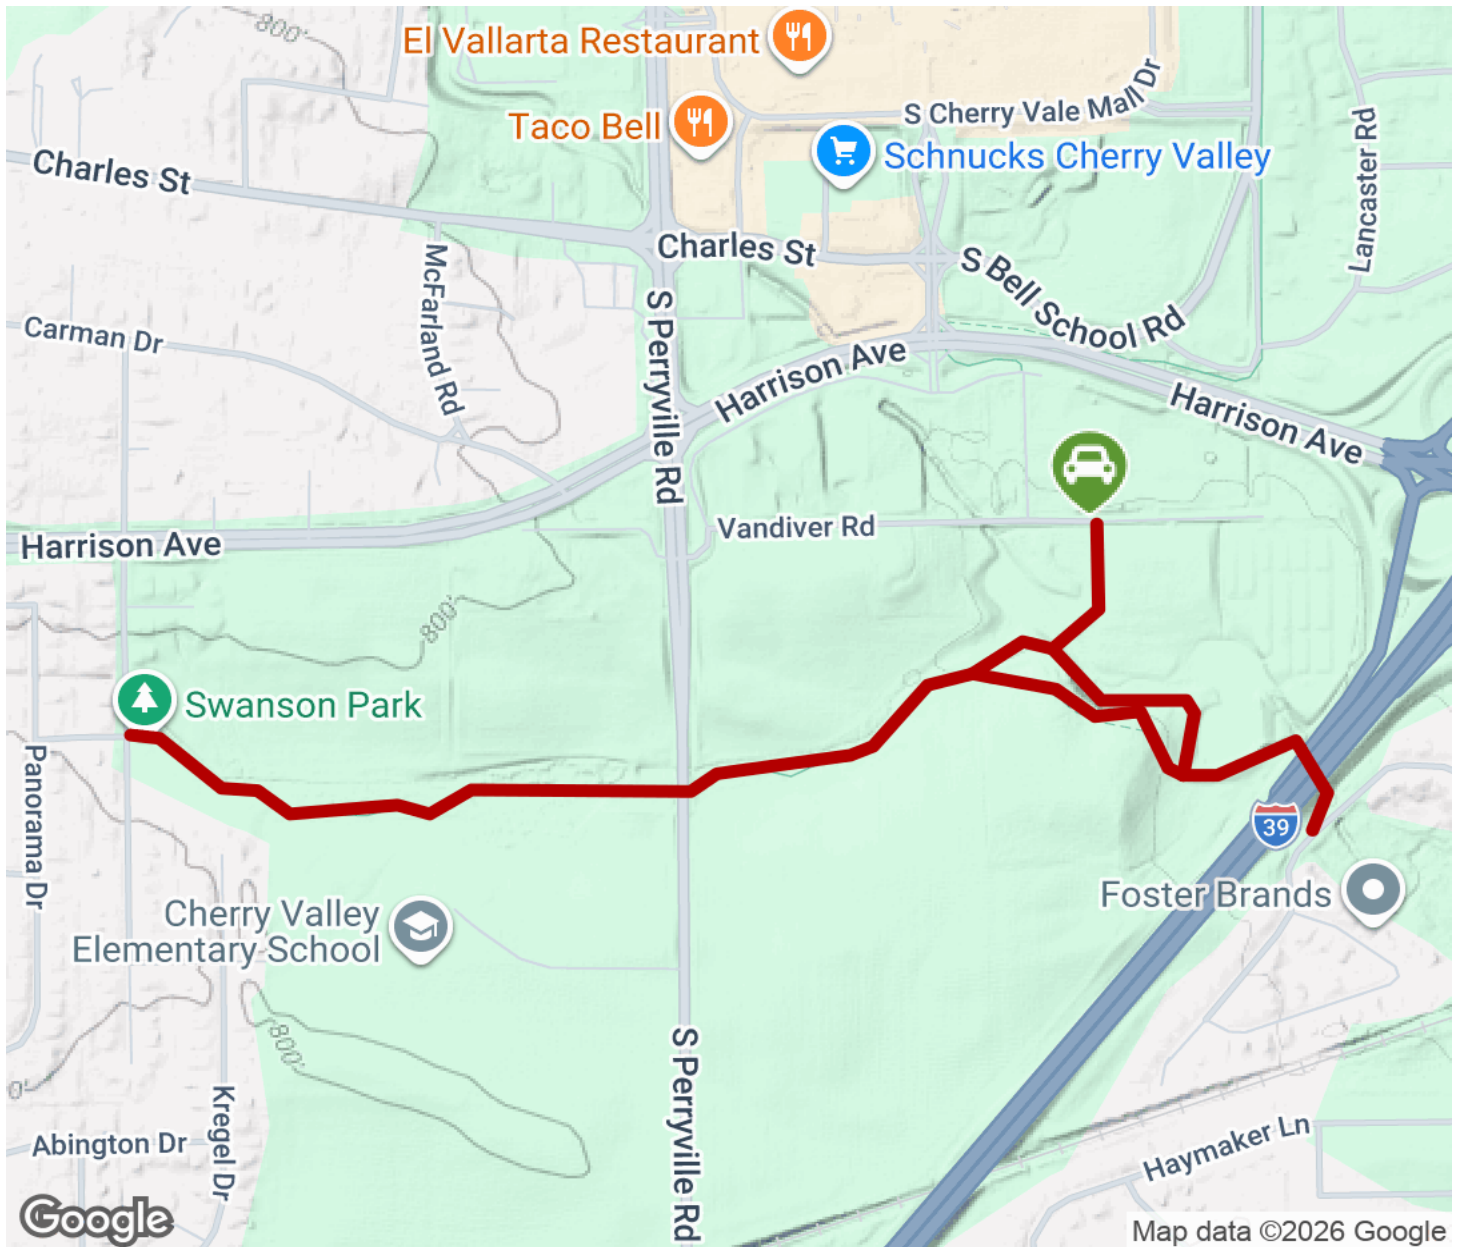 800'
El Vallarta Restaurant
Taco Bell
S Cherry Vale Mall Dr
Schnucks Cherry Valley
Lancaster Rd
Charles St
Charles St
McFarland Rd
S Bell School Rd
Carman Dr
S Perryville Rd
Harrison Ave
Harrison Ave
Harrison Ave
Vandiver Rd
800'
Swanson Park
Panorama Dr
39
Foster Brands
Cherry Valley
Elementary School
800'
0'
S Perryville Rd
Kregel Dr
Abington Dr
Haymaker Ln
Google
Map data ©2026 Google